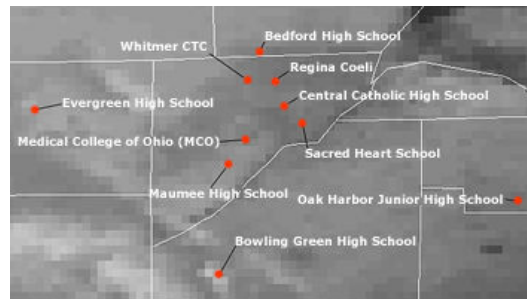 Bedford High School
Whitmer CTC
Regina Coeli
Evergreen High School
Central Catholic High School
Medical College of Ohio (MCO)
Sacred Heart School
Maumee High School
Oak Harbor Junior High School
Bowling Green High School